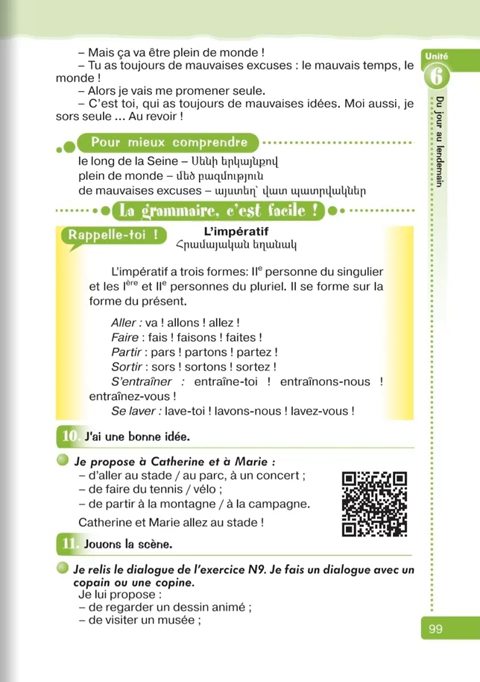 – Mais ça va être plein de monde !
– Tu as toujours de mauvaises excuses : le mauvais temps, le
monde !
– Alors je vais me promener seule.
– C'est toi, qui as toujours de mauvaises idées. Moi aussi, je
sors seule ... Au revoir !
Pour mieux comprendre
le long de la Seine – Սենի երկայնքով
plein de monde – մեծ բազմություն
de mauvaises excuses – այստեղ՝ վատ պատրվակներ
La grammaire, c'est facile !
Rappelle-toi !
L'impératif
Հրամայական եղանակ
L'impératif a trois formes: IIe personne du singulier
et les Ière et IIe personnes du pluriel. Il se forme sur la
forme du présent.
Aller : va ! allons ! allez !
Faire : fais ! faisons ! faites !
Partir : pars ! partons ! partez !
Sortir : sors ! sortons ! sortez !
S'entraîner : entraîne-toi ! entraînons-nous !
entraînez-vous !
Se laver : lave-toi ! lavons-nous ! lavez-vous !
10. J'ai une bonne idée.
Je propose à Catherine et à Marie :
– d'aller au stade / au parc, à un concert ;
– de faire du tennis / vélo ;
– de partir à la montagne / à la campagne.
Catherine et Marie allez au stade !
11. Jouons la scène.
Je relis le dialogue de l'exercice N9. Je fais un dialogue avec un
copain ou une copine.
Je lui propose :
– de regarder un dessin animé ;
– de visiter un musée ;
Unité
6
Du jour au lendemain
99